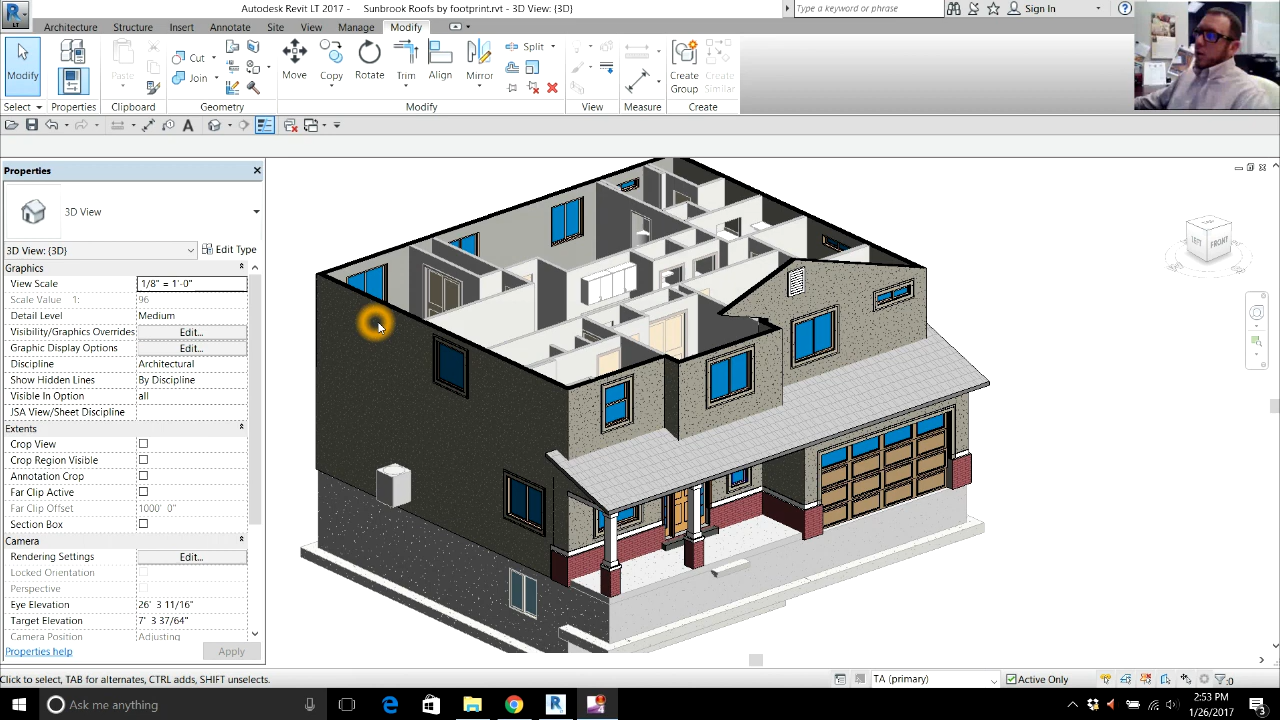 Autodesk Revit LT 2017 - Sunbrook Roofs by footprint.rvt - 3D View: {3D}
Type a keyword or phrase
Sign In
LT
Architecture Structure Insert Annotate Site View Manage Modify
Modify
Paste
Cut
Join
Move
Copy
Rotate
Trim
Align
Mirror
Split
Create Group
Create Similar
Select Properties Clipboard Geometry Modify View Measure Create
Properties
3D View
3D View: {3D}
Edit Type
Graphics
View Scale 1/8" = 1'-0"
Scale Value 1: 96
Detail Level Medium
Visibility/Graphics Overrides Edit...
Graphic Display Options Edit...
Discipline Architectural
Show Hidden Lines By Discipline
Visible In Option all
JSA View/Sheet Discipline
Extents
Crop View
Crop Region Visible
Annotation Crop
Far Clip Active
Far Clip Offset 1000' 0"
Section Box
Camera
Rendering Settings Edit...
Locked Orientation
Perspective
Eye Elevation 26' 3 11/16"
Target Elevation 7' 3 37/64"
Camera Position Adjusting
Properties help
Apply
TOP
LEFT
FRONT
Click to select, TAB for alternates, CTRL adds, SHIFT unselects.
TA (primary)
Active Only
:0
Ask me anything
2:53 PM
1/26/2017
3